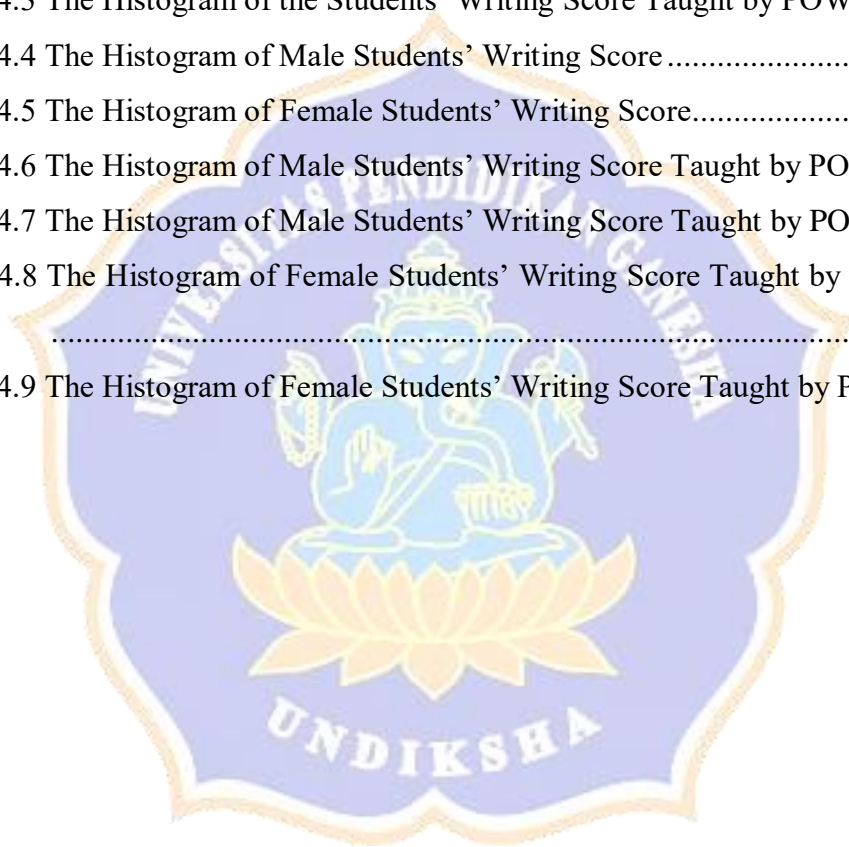 4.3 The Histogram of the Students’ Writing Score Taught by POW
4.4 The Histogram of Male Students’ Writing Score....................
4.5 The Histogram of Female Students’ Writing Score...................
4.6 The Histogram of Male Students’ Writing Score Taught by PO
4.7 The Histogram of Male Students’ Writing Score Taught by PO
4.8 The Histogram of Female Students’ Writing Score Taught by
................................................................................................
4.9 The Histogram of Female Students’ Writing Score Taught by P
UNIVERSITAS PENDIDIKAN GANESHA
UNDIKSHA